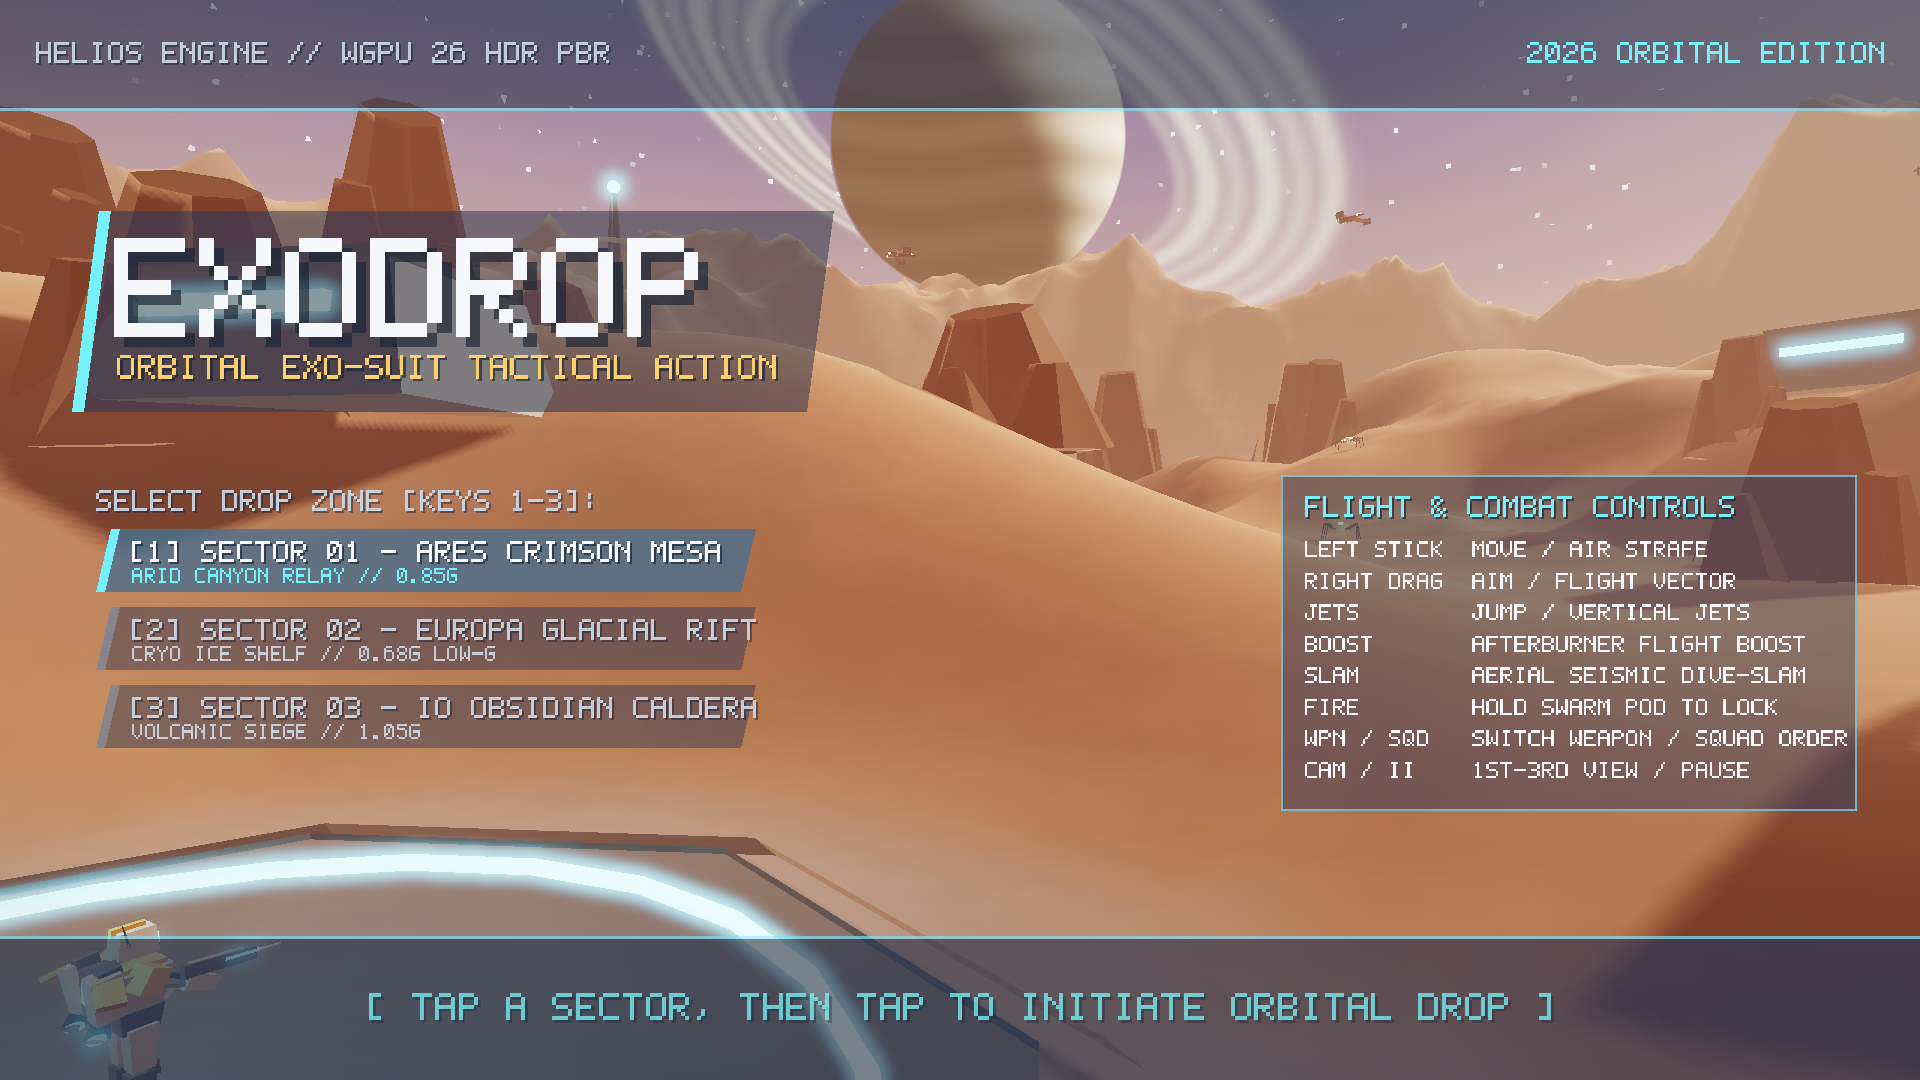 HELIOS ENGINE // WGPU 26 HDR PBR
2026 ORBITAL EDITION
EXODROP
ORBITAL EXO-SUIT TACTICAL ACTION
SELECT DROP ZONE [KEYS 1-3]:
[1] SECTOR 01 - ARES CRIMSON MESA
ARID CANYON RELAY // 0.85G
[2] SECTOR 02 - EUROPA GLACIAL RIFT
CRYO ICE SHELF // 0.68G LOW-G
[3] SECTOR 03 - IO OBSIDIAN CALDERA
VOLCANIC SIEGE // 1.05G
FLIGHT & COMBAT CONTROLS
LEFT STICK MOVE / AIR STRAFE
RIGHT DRAG AIM / FLIGHT VECTOR
JETS JUMP / VERTICAL JETS
BOOST AFTERBURNER FLIGHT BOOST
SLAM AERIAL SEISMIC DIVE-SLAM
FIRE HOLD SWARM POD TO LOCK
WPN / SQD SWITCH WEAPON / SQUAD ORDER
CAM / II 1ST-3RD VIEW / PAUSE
[ TAP A SECTOR, THEN TAP TO INITIATE ORBITAL DROP ]